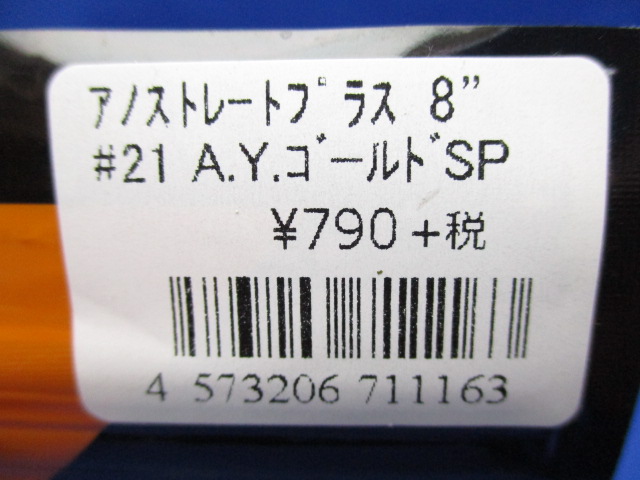 ｱﾉｽﾄﾚｰﾄﾌﾟﾗｽ 8”
#21 A.Y.ｺﾞｰﾙﾄﾞSP
¥790 +税
4 573206 711163